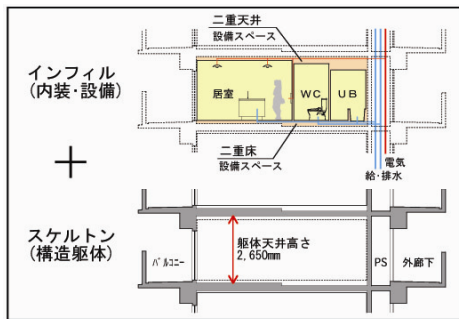 二重天井
設備スペース
インフィル
(内装・設備)
居室
WC
UB
二重床
設備スペース
電気
給・排水
+
スケルトン
(構造躯体)
バルコニー
躯体天井高さ
2,650mm
PS
外廊下